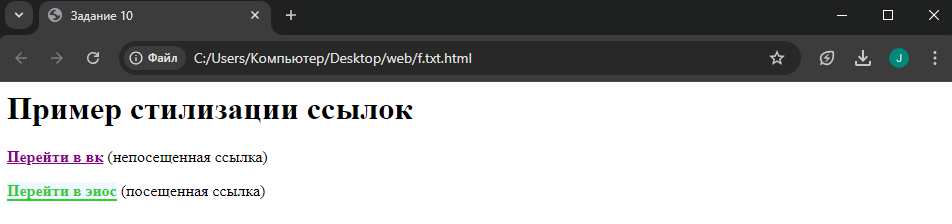 Задание 10
Файл C:/Users/Компьютер/Desktop/web/f.txt.html
J
Пример стилизации ссылок
Перейти в вк (непосещенная ссылка)
Перейти в эиос (посещенная ссылка)